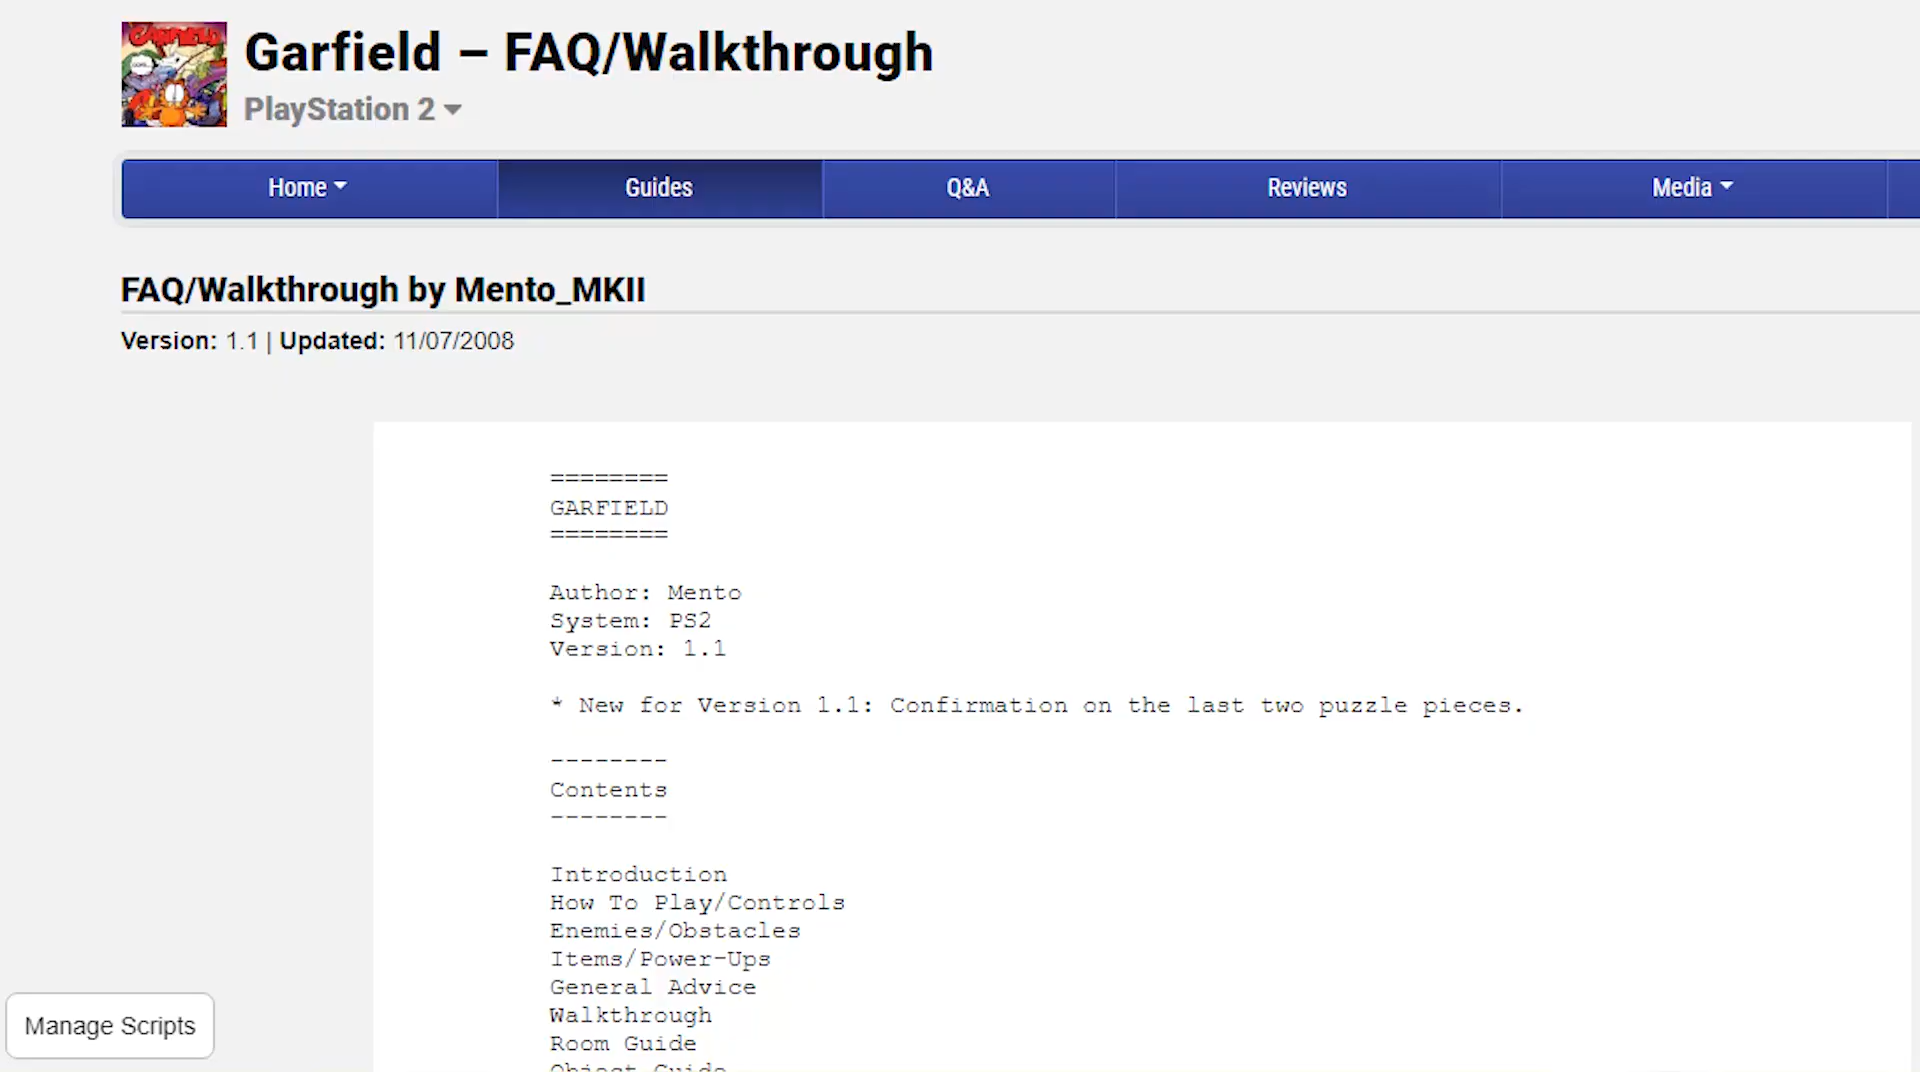 GARFIELD
Garfield – FAQ/Walkthrough
PlayStation 2
Home
Guides
Q&A
Reviews
Media
FAQ/Walkthrough by Mento_MKII
Version: 1.1 | Updated: 11/07/2008
========
GARFIELD
========
Author: Mento
System: PS2
Version: 1.1
* New for Version 1.1: Confirmation on the last two puzzle pieces.
--------
Contents
--------
Introduction
How To Play/Controls
Enemies/Obstacles
Items/Power-Ups
General Advice
Walkthrough
Room Guide
Object Guide
Manage Scripts